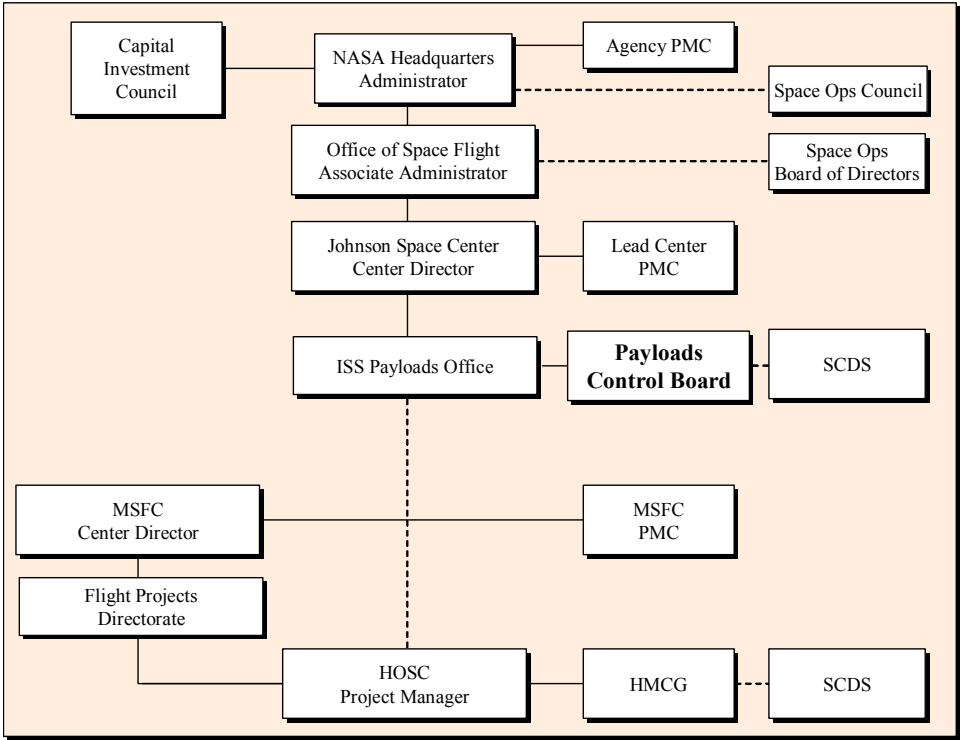 Capital
Investment
Council
NASA Headquarters
Administrator
Agency PMC
Space Ops Council
Office of Space Flight
Associate Administrator
Space Ops
Board of Directors
Johnson Space Center
Center Director
Lead Center
PMC
ISS Payloads Office
Payloads
Control Board
SCDS
MSFC
Center Director
MSFC
PMC
Flight Projects
Directorate
HOSC
Project Manager
HMCG
SCDS